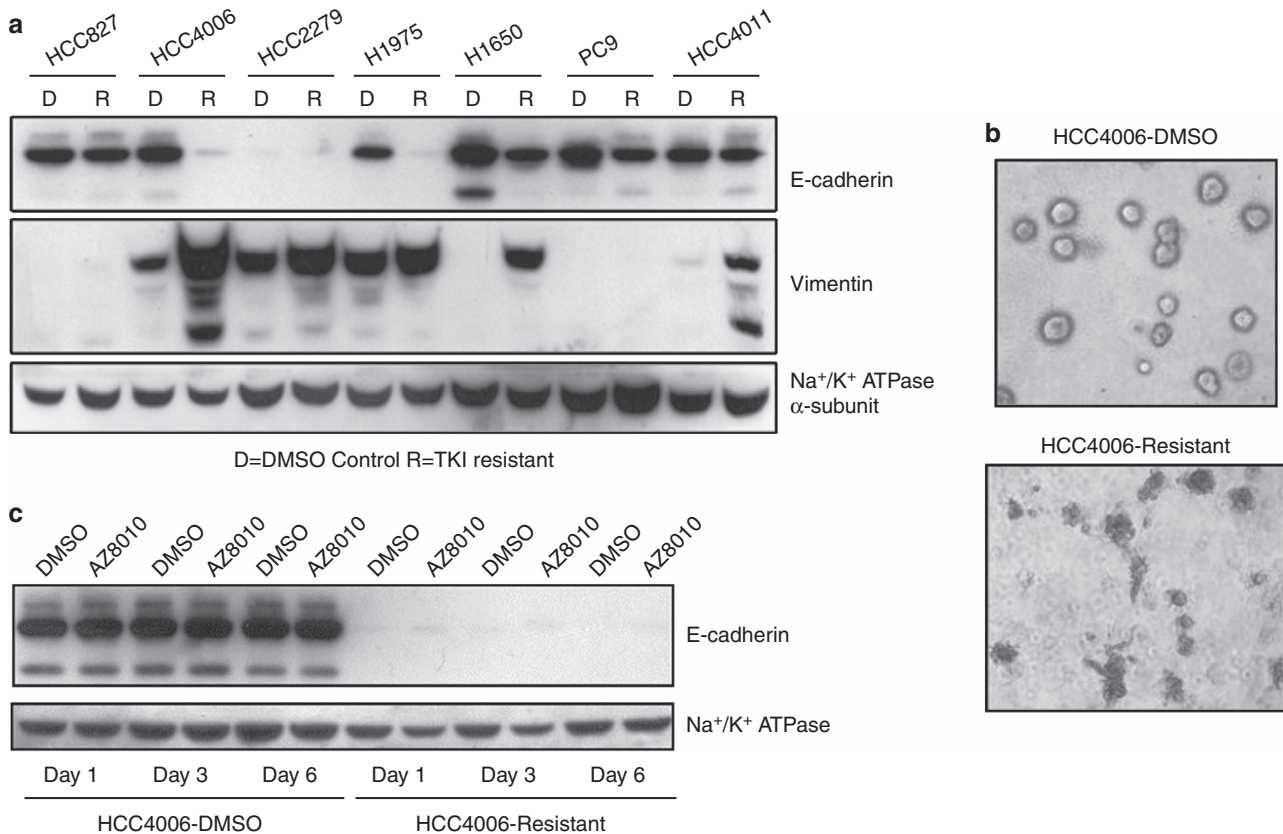 a
HCC827 HCC4006 HCC2279 H1975 H1650 PC9 HCC4011
D R D R D R D R D R D R D R
E-cadherin
Vimentin
Na⁺/K⁺ ATPase
α-subunit
D=DMSO Control R=TKI resistant
b
HCC4006-DMSO
HCC4006-Resistant
c
DMSO AZ8010 DMSO AZ8010 DMSO AZ8010 DMSO AZ8010 DMSO AZ8010 DMSO AZ8010
E-cadherin
Na⁺/K⁺ ATPase
Day 1 Day 3 Day 6 Day 1 Day 3 Day 6
HCC4006-DMSO HCC4006-Resistant